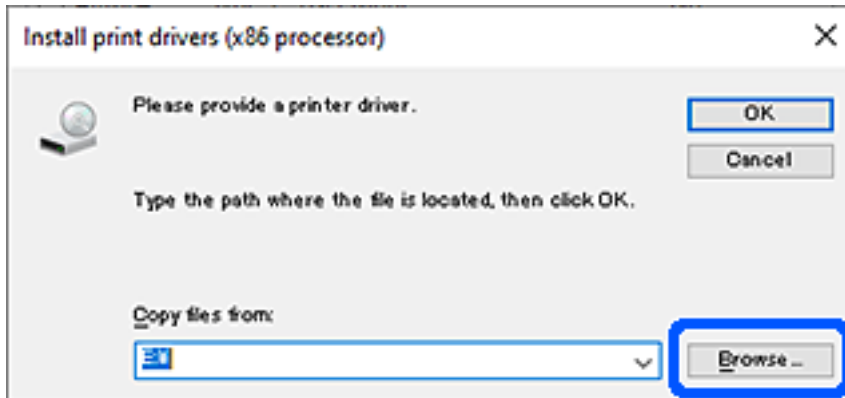 Install print drivers (x86 processor)
Please provide a printer driver.
OK
Cancel
Type the path where the file is located, then click OK.
Copy files from:
E:¥
Browse...